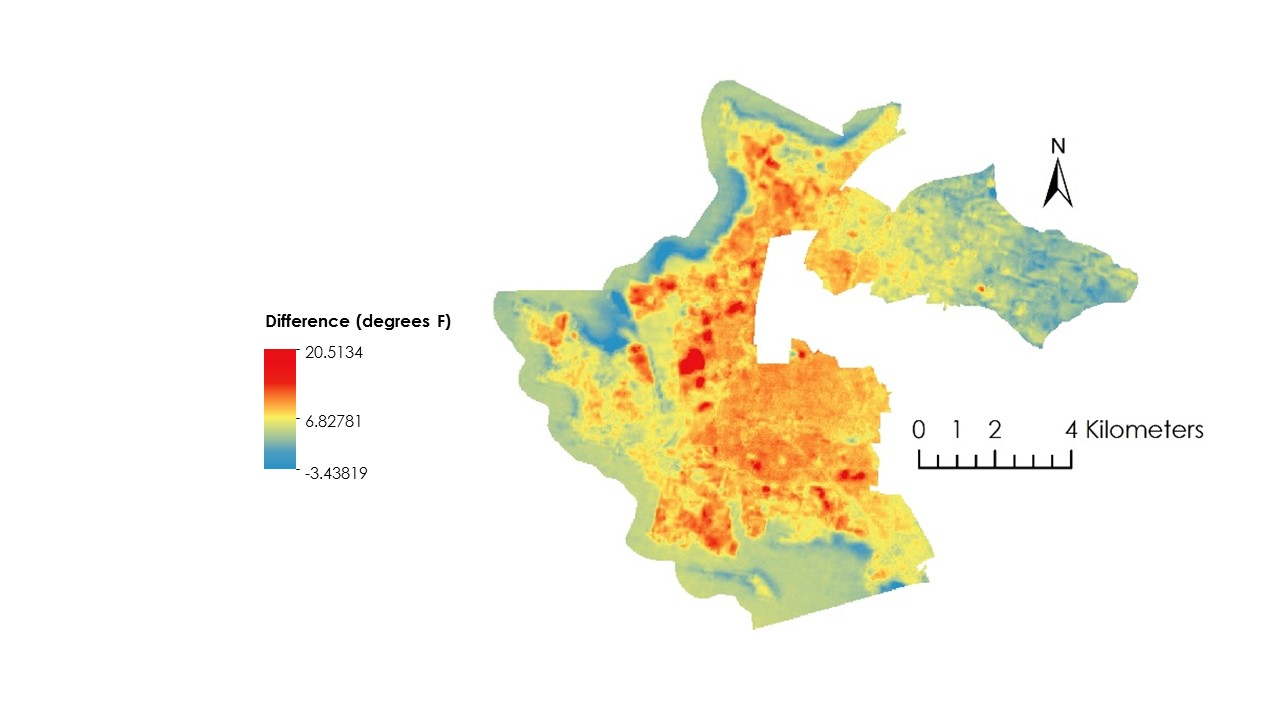 N
Difference (degrees F)
20.5134
6.82781
-3.43819
0 1 2 4 Kilometers